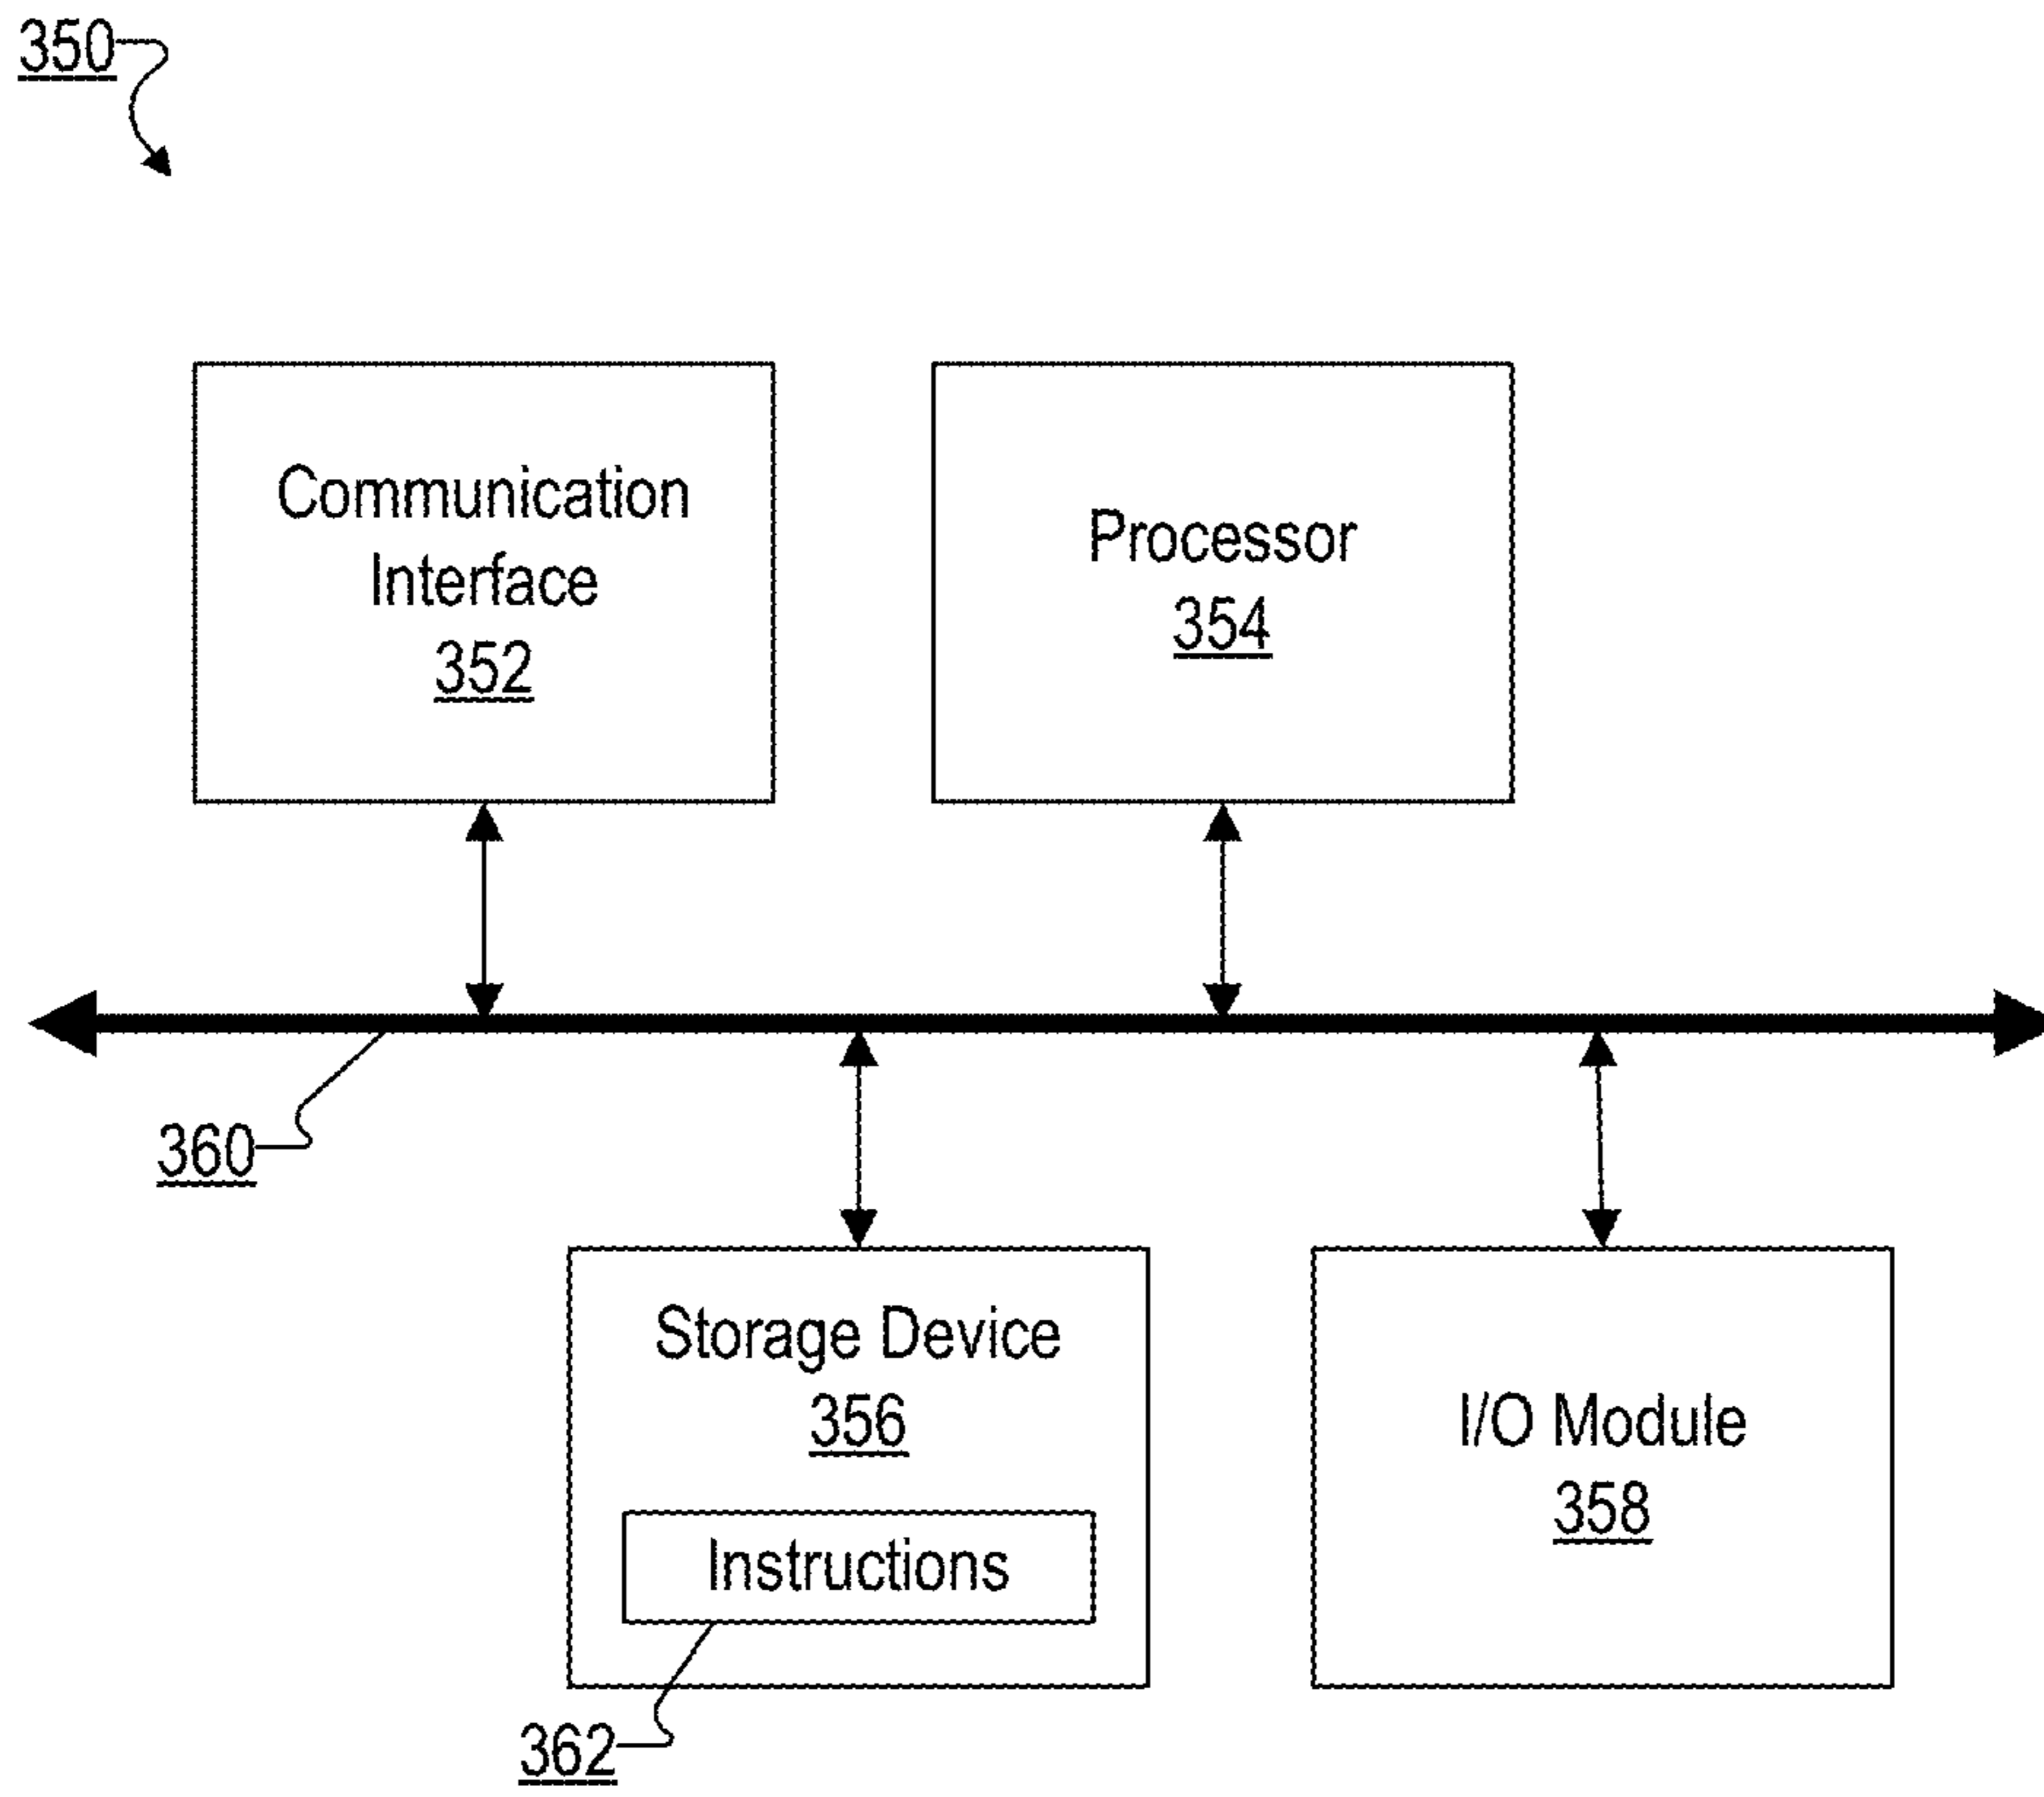 350
Communication
Interface
352
Processor
354
360
Storage Device
356
Instructions
362
I/O Module
358